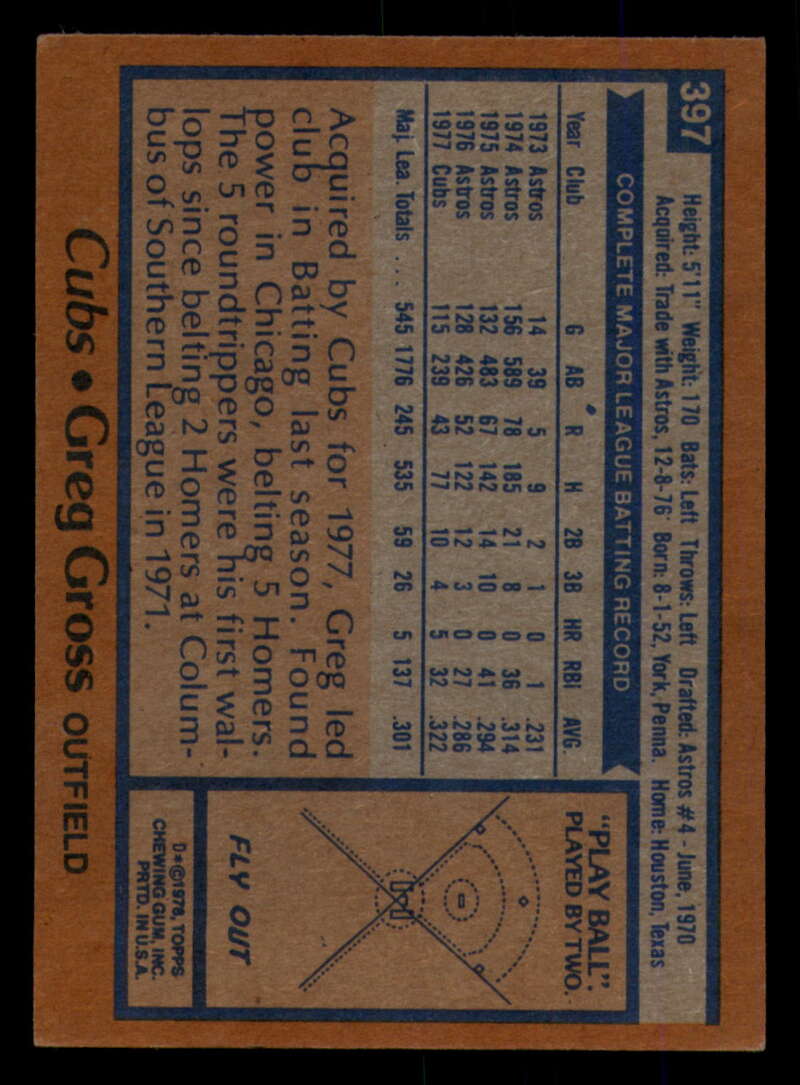 397
Height: 5'11" Weight: 170 Bats: Left Throws: Left Drafted: Astros #4 - June, 1970
Acquired: Trade with Astros, 12-8-76 Born: 8-1-52, York, Penna. Home: Houston, Texas
COMPLETE MAJOR LEAGUE BATTING RECORD
Year Club G AB R H 2B 3B HR RBI AVG.
1973 Astros 14 39 5 9 2 1 0 1 .231
1974 Astros 156 589 78 185 21 8 0 36 .314
1975 Astros 132 483 67 142 14 10 0 41 .294
1976 Astros 128 426 52 122 12 3 0 27 .286
1977 Cubs 115 239 43 77 10 4 5 32 .322
Maj. Lea. Totals ... 545 1776 245 535 59 26 5 137 .301
Acquired by Cubs for 1977, Greg led
club in Batting last season. Found
power in Chicago, belting 5 Homers.
The 5 roundtrippers were his first wal-
lops since belting 2 Homers at Colum-
bus of Southern League in 1971.
Cubs • Greg Gross OUTFIELD
"PLAY BALL":
PLAYED BY TWO.
FLY OUT
D*©1978, TOPPS
CHEWING GUM, INC.
PRTD. IN U.S.A.